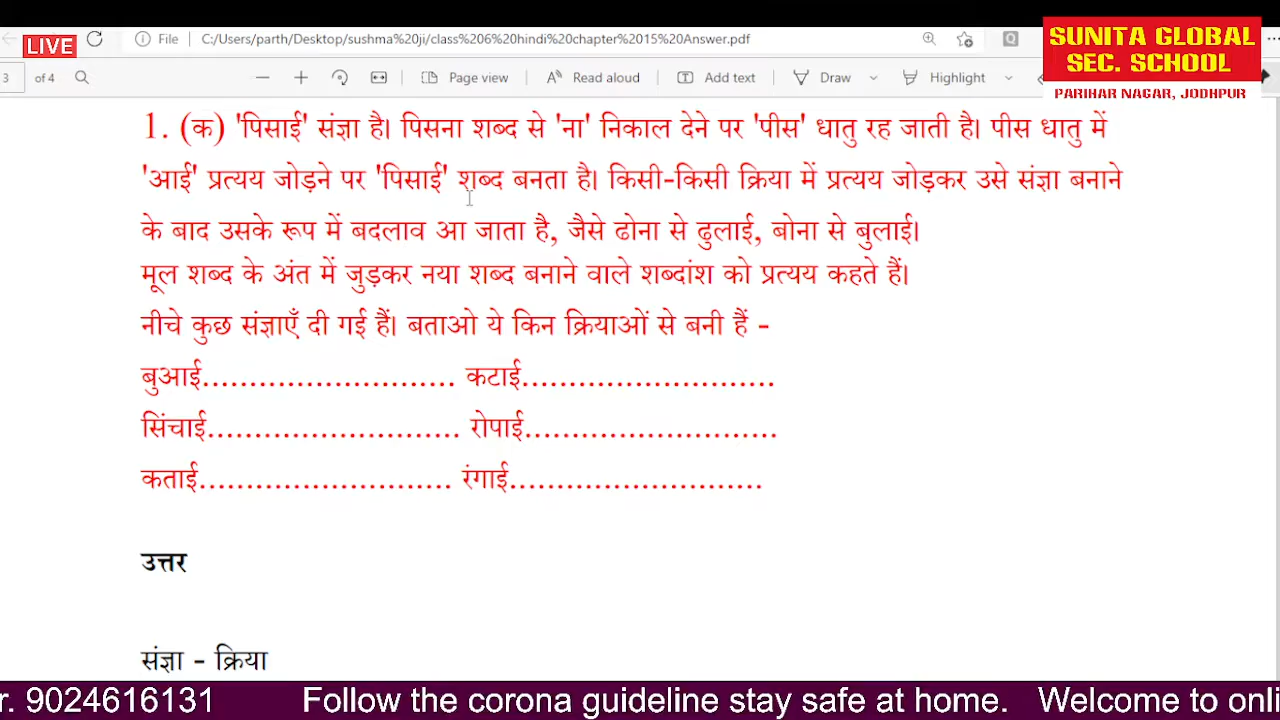 SUNITA GLOBAL
SEC. SCHOOL
PARIHAR NAGAR, JODHPUR
LIVE
File C:/Users/parth/Desktop/sushma ji/class%206%20hindi%20chapter%2015%20Answer.pdf
3 of 4 Page view Read aloud Add text Draw Highlight
1. (क) 'पिसाई' संज्ञा है। पिसना शब्द से 'ना' निकाल देने पर 'पीस' धातु रह जाती है। पीस धातु में
'आई' प्रत्यय जोड़ने पर 'पिसाई' शब्द बनता है। किसी-किसी क्रिया में प्रत्यय जोड़कर उसे संज्ञा बनाने
के बाद उसके रूप में बदलाव आ जाता है, जैसे ढोना से ढुलाई, बोना से बुलाई।
मूल शब्द के अंत में जुड़कर नया शब्द बनाने वाले शब्दांश को प्रत्यय कहते हैं।
नीचे कुछ संज्ञाएँ दी गई हैं। बताओ ये किन क्रियाओं से बनी हैं -
बुआई........................... कटाई...........................
सिंचाई........................... रोपाई...........................
कताई........................... रंगाई...........................
उत्तर
संज्ञा - क्रिया
r. 9024616131 Follow the corona guideline stay safe at home. Welcome to onli